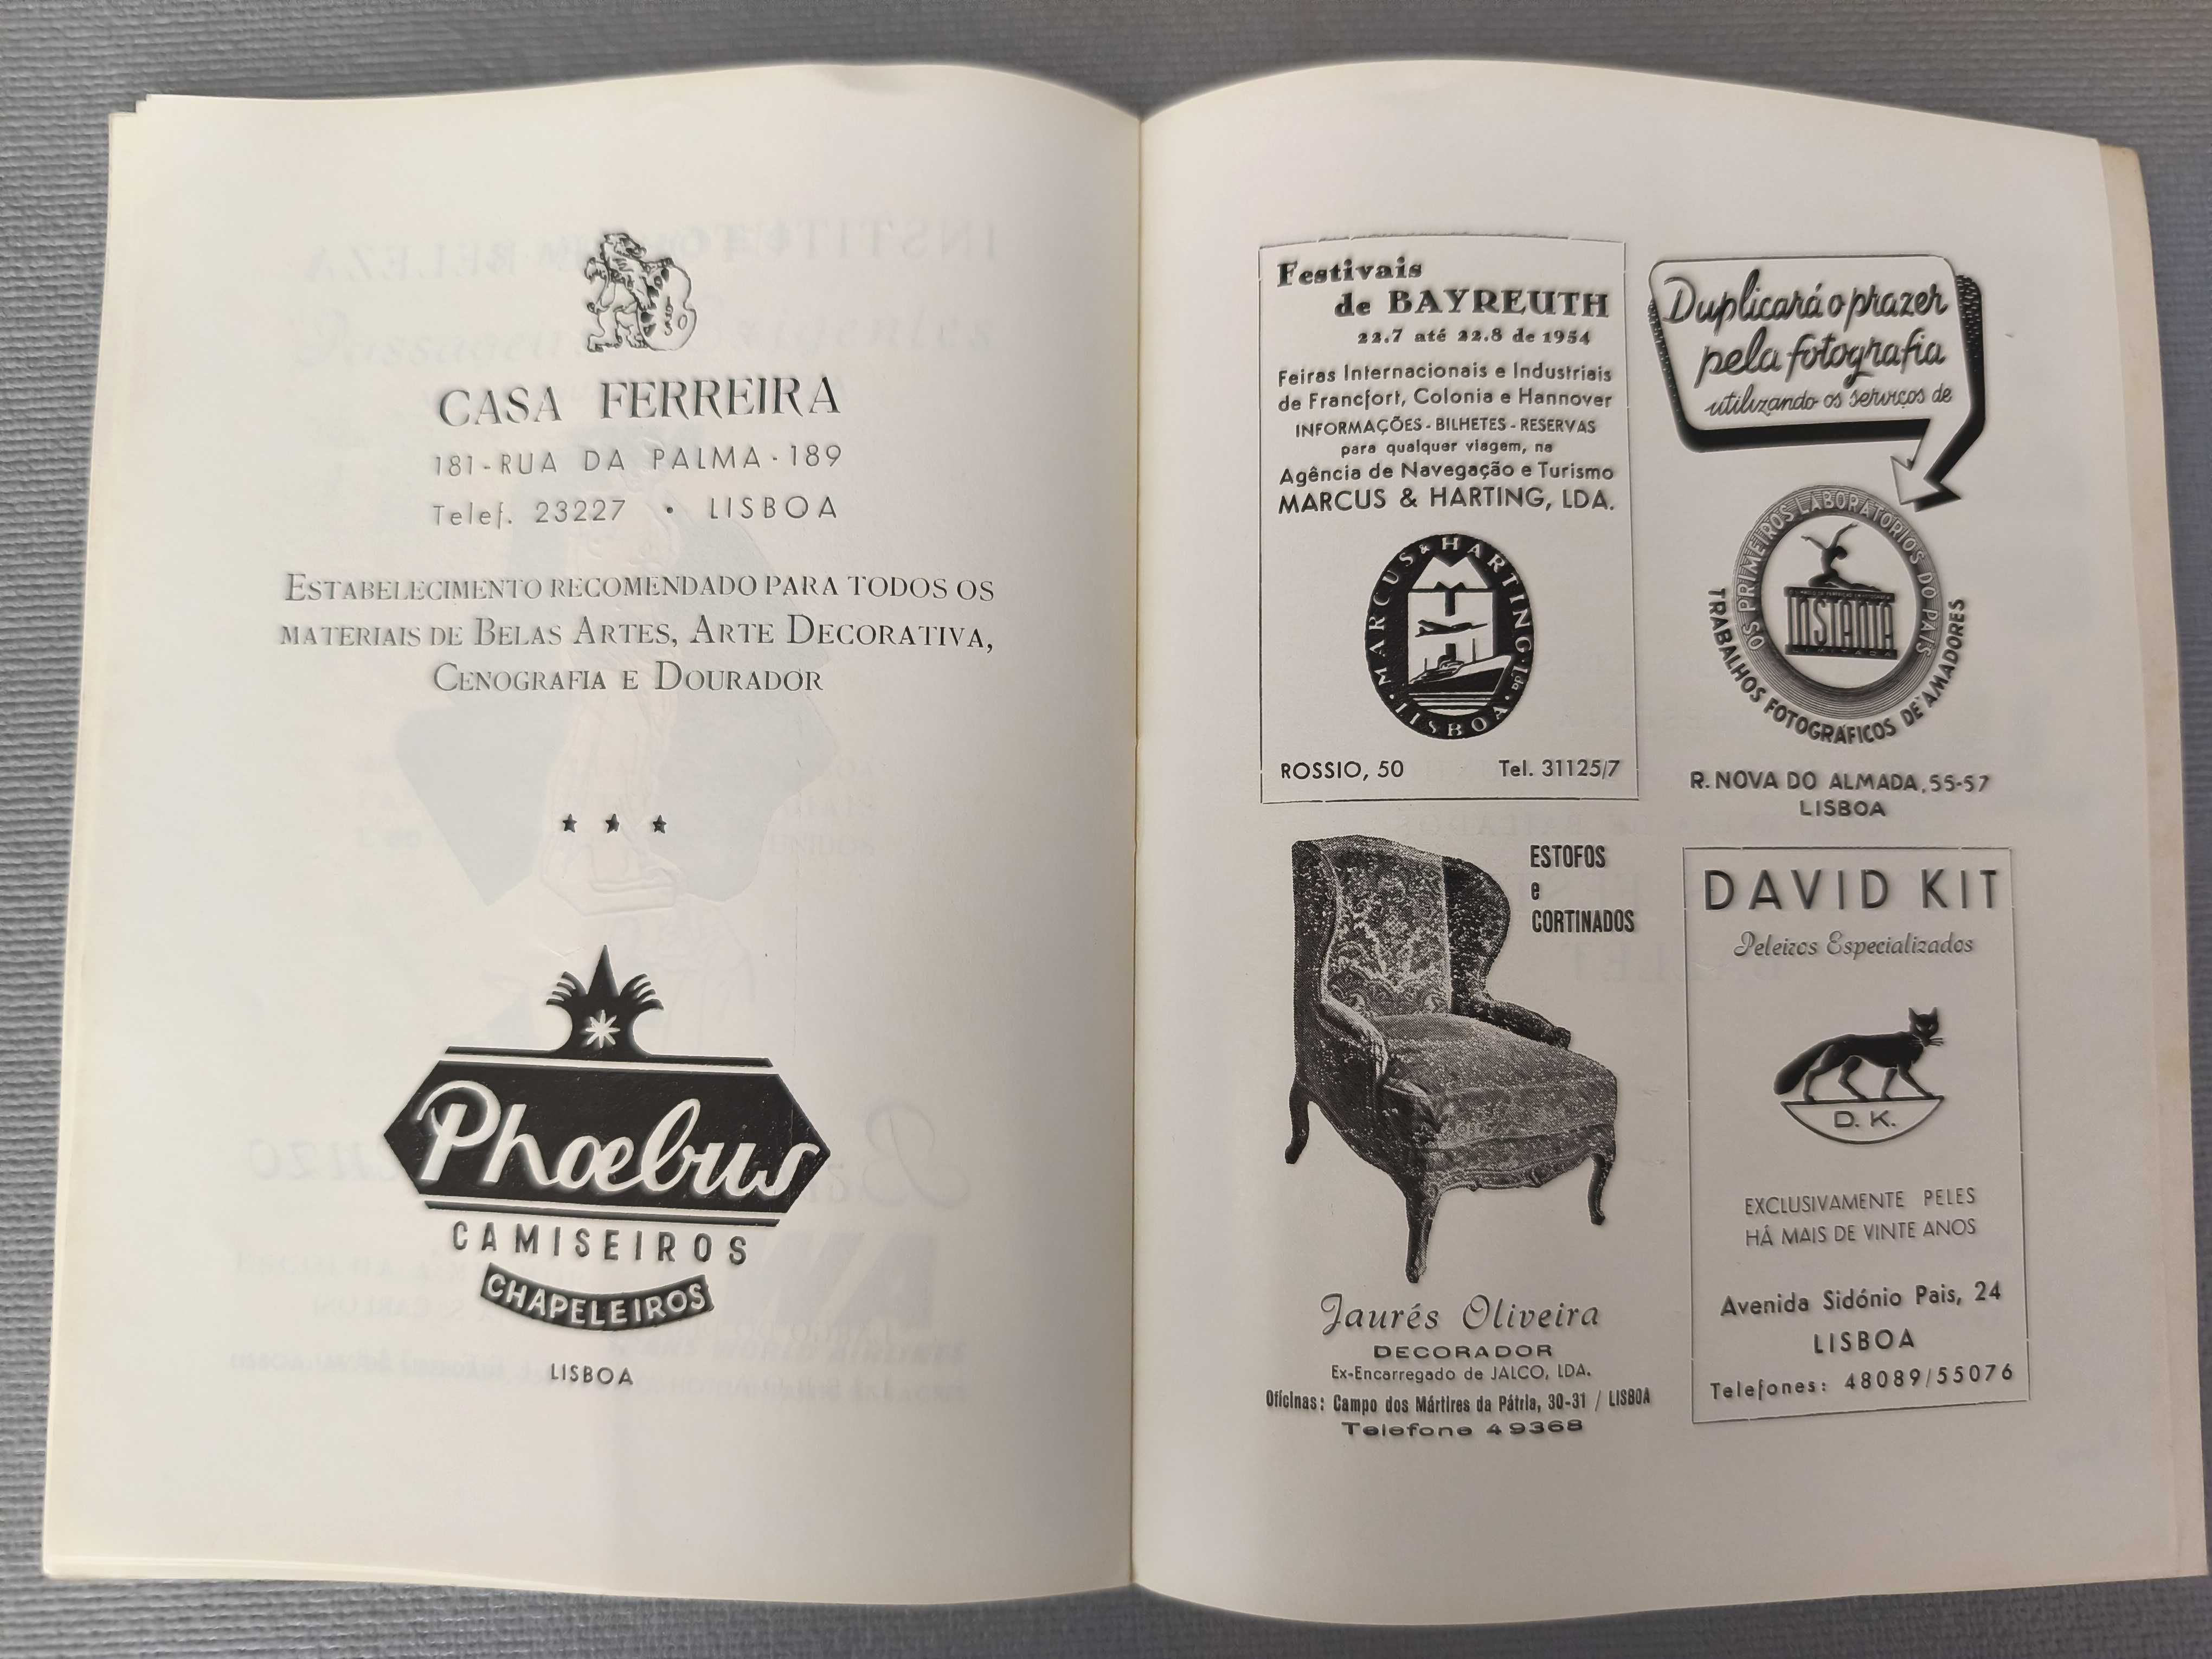 CASA FERREIRA
181-RUA DA PALMA-189
Telef. 23227 • LISBOA
ESTABELECIMENTO RECOMENDADO PARA TODOS OS
MATERIAIS DE BELAS ARTES, ARTE DECORATIVA,
CENOGRAFIA E DOURADOR
Phœbus
CAMISEIROS
CHAPELEIROS
LISBOA
Festivais
de BAYREUTH
22.7 até 22.8 de 1954
Feiras Internacionais e Industriais
de Francfort, Colonia e Hannover
INFORMAÇÕES - BILHETES - RESERVAS
para qualquer viagem, na
Agência de Navegação e Turismo
MARCUS & HARTING, LDA.
MARCUS & HARTING, Lda
LISBOA
ROSSIO, 50 Tel. 31125/7
Duplicará o prazer
pela fotografia
utilizando os serviços de
OS PRIMEIROS LABORATORIOS DO PAÍS
INSTANTA
LIMITADA
TRABALHOS FOTOGRÁFICOS DE AMADORES
R. NOVA DO ALMADA, 55-57
LISBOA
ESTOFOS
e
CORTINADOS
Jaurés Oliveira
DECORADOR
Ex-Encarregado de JALCO, LDA.
Oficinas: Campo dos Mártires da Pátria, 30-31 / LISBOA
Telefone 49368
DAVID KIT
Peleiros Especializados
D. K.
EXCLUSIVAMENTE PELES
HÁ MAIS DE VINTE ANOS
Avenida Sidónio Pais, 24
LISBOA
Telefones: 48089/55076